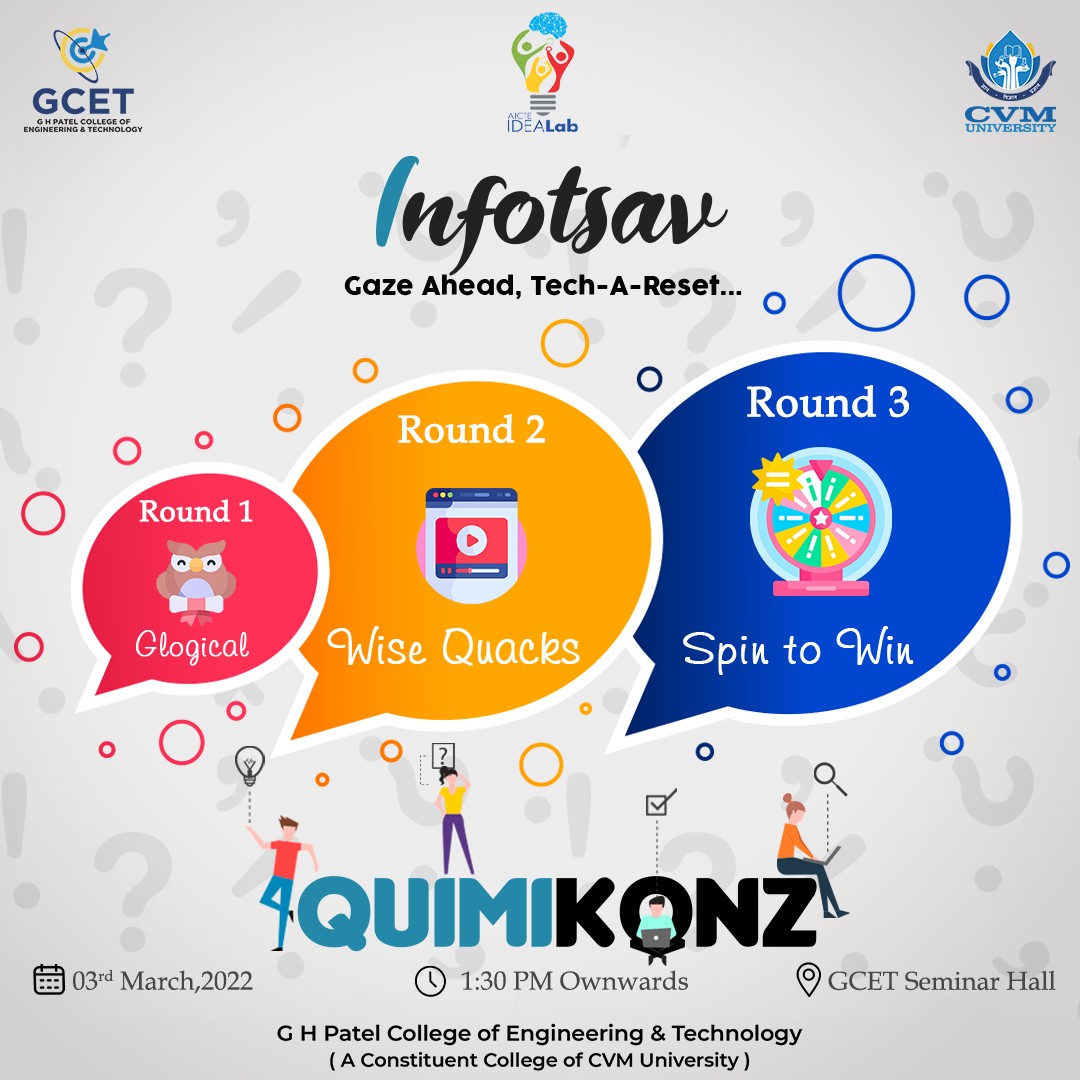 GCET
G H PATEL COLLEGE OF
ENGINEERING & TECHNOLOGY
AICTE
IDEALab
CVM
UNIVERSITY
Infotsav
Gaze Ahead, Tech-A-Reset...
Round 1
Glogical
Round 2
Wise Quacks
Round 3
Spin to Win
?
QUIMIKONZ
03rd March,2022
1:30 PM Ownwards
GCET Seminar Hall
G H Patel College of Engineering & Technology
( A Constituent College of CVM University )